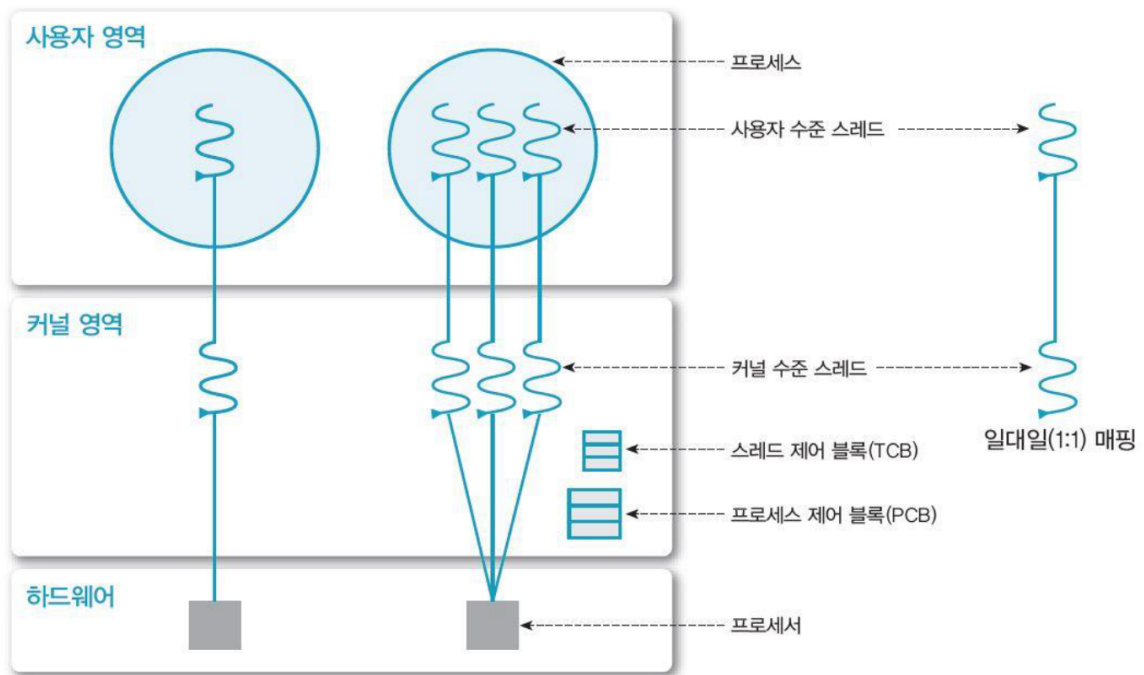 사용자 영역
프로세스
사용자 수준 스레드
커널 영역
커널 수준 스레드
일대일(1:1) 매핑
스레드 제어 블록(TCB)
프로세스 제어 블록(PCB)
하드웨어
프로세서